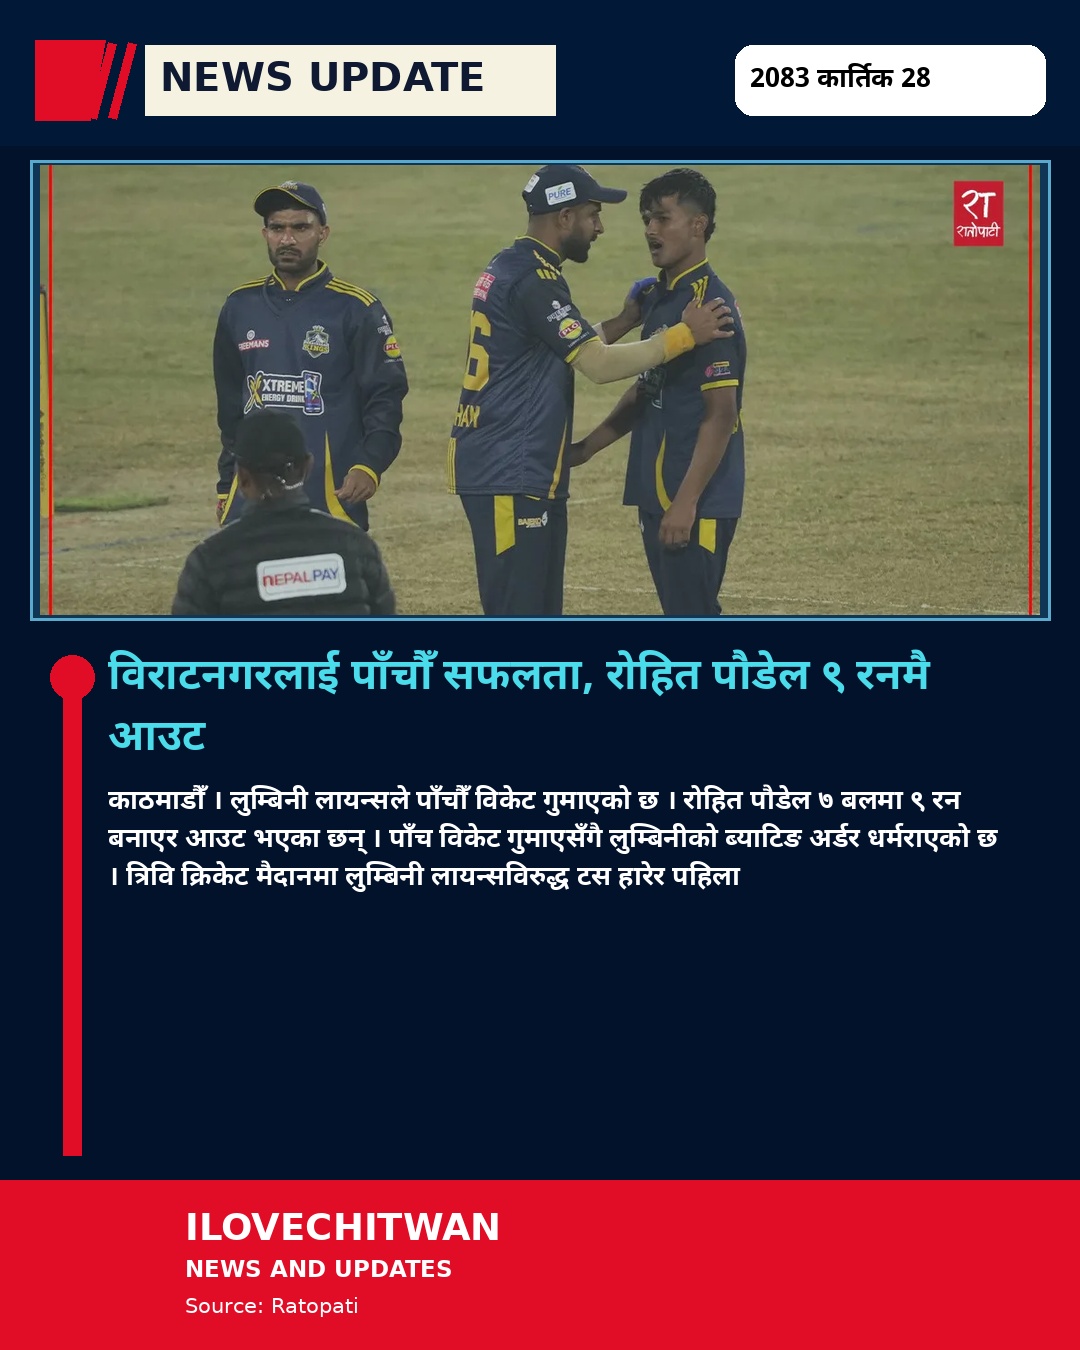 NEWS UPDATE
2083 कार्तिक 28
PURE
रा
रातोपाटी
XTREME
ENERGY DRINK
PLG
BAJEKO
NEPALPAY
विराटनगरलाई पाँचौँ सफलता, रोहित पौडेल ९ रनमै
आउट
काठमाडौँ । लुम्बिनी लायन्सले पाँचौँ विकेट गुमाएको छ । रोहित पौडेल ७ बलमा ९ रन
बनाएर आउट भएका छन् । पाँच विकेट गुमाएसँगै लुम्बिनीको ब्याटिङ अर्डर धर्मराएको छ
। त्रिवि क्रिकेट मैदानमा लुम्बिनी लायन्सविरुद्ध टस हारेर पहिला
ILOVECHITWAN
NEWS AND UPDATES
Source: Ratopati